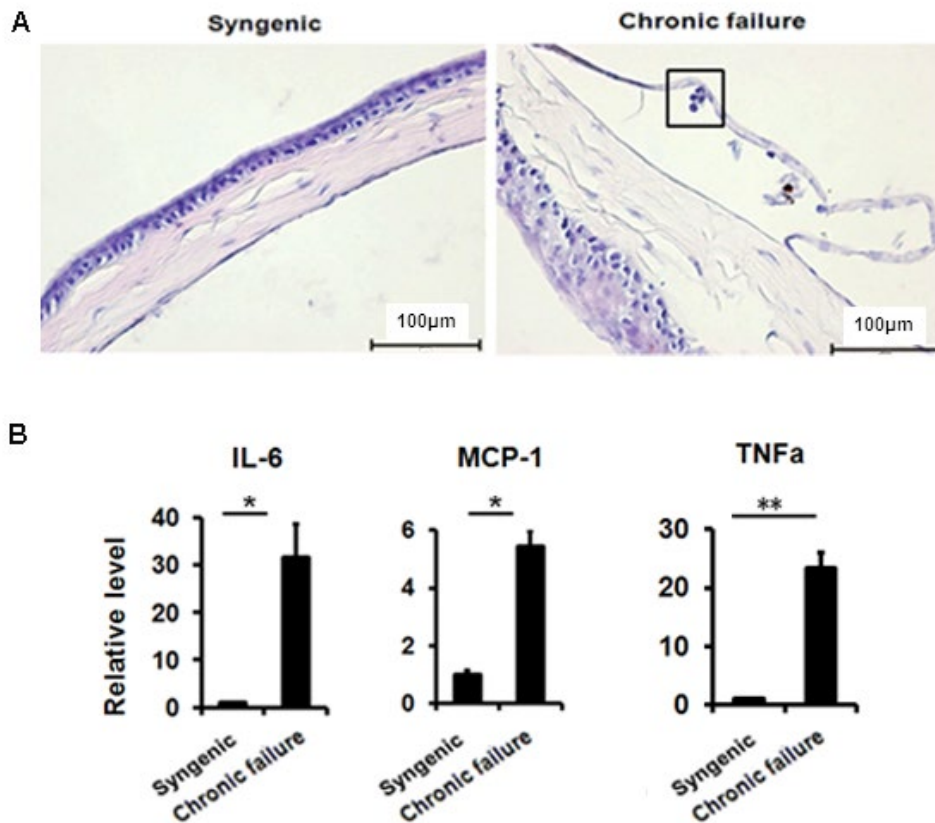 A
Syngenic
Chronic failure
100µm
100µm
B
IL-6
MCP-1
TNFa
*
*
**
Relative level
40
30
20
10
0
6
4
2
0
30
20
10
0
Syngenic
Chronic failure
Syngenic
Chronic failure
Syngenic
Chronic failure